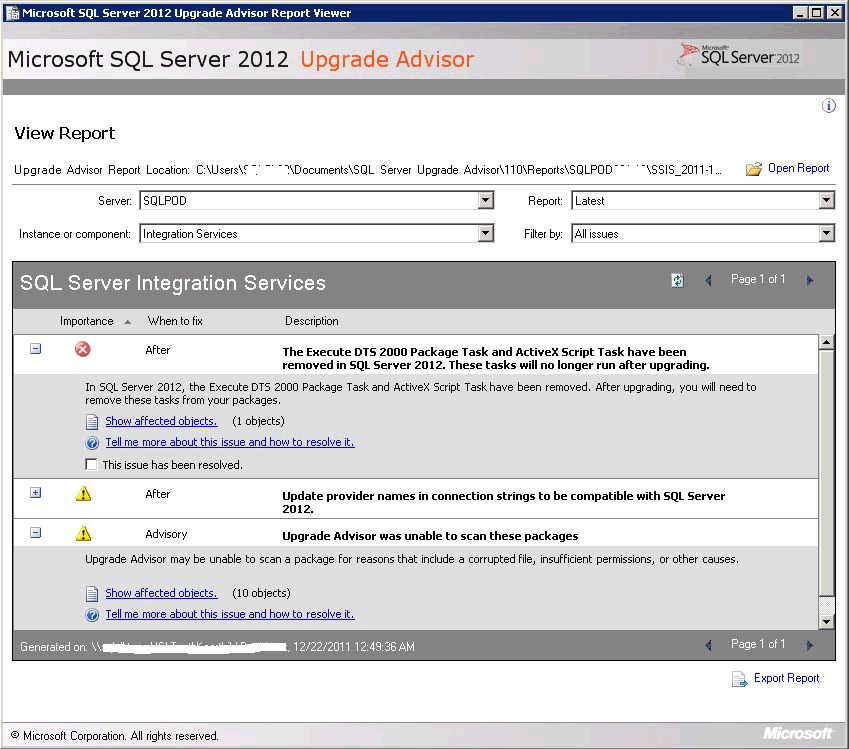 Microsoft SQL Server 2012 Upgrade Advisor Report Viewer
Microsoft SQL Server 2012 Upgrade Advisor
Microsoft
SQL Server 2012
View Report
Upgrade Advisor Report Location: C:\Users\ \Documents\SQL Server Upgrade Advisor\110\Reports\SQLPOD \SSIS_2011-1...
Open Report
Server: SQLPOD
Report: Latest
Instance or component: Integration Services
Filter by: All issues
SQL Server Integration Services
Page 1 of 1
Importance When to fix Description
After
The Execute DTS 2000 Package Task and ActiveX Script Task have been
removed in SQL Server 2012. These tasks will no longer run after upgrading.
In SQL Server 2012, the Execute DTS 2000 Package Task and ActiveX Script Task have been removed. After upgrading, you will need to
remove these tasks from your packages.
Show affected objects. (1 objects)
Tell me more about this issue and how to resolve it.
This issue has been resolved.
After
Update provider names in connection strings to be compatible with SQL Server
2012.
Advisory
Upgrade Advisor was unable to scan these packages
Upgrade Advisor may be unable to scan a package for reasons that include a corrupted file, insufficient permissions, or other causes.
Show affected objects. (10 objects)
Tell me more about this issue and how to resolve it.
Generated on: \\ , 12/22/2011 12:49:36 AM
Page 1 of 1
Export Report
© Microsoft Corporation. All rights reserved.
Microsoft